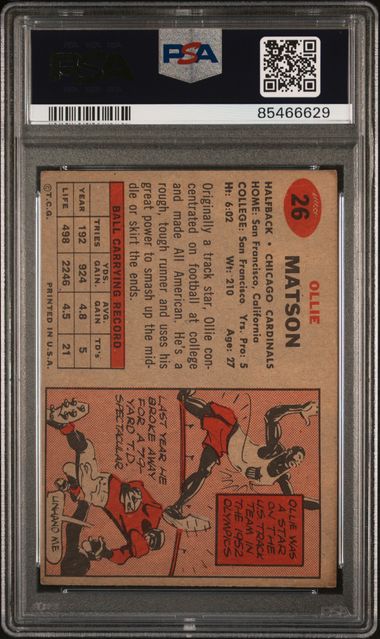 PSA
PSA
85466629
26
OLLIE
MATSON
HALFBACK • CHICAGO CARDINALS
HOME: San Francisco, California
COLLEGE: San Francisco Yrs. Pro: 5
Ht: 6:02 Wt: 210 Age: 27
Originally a track star, Ollie con-
centrated on football at college
and made All American. He's a
rough, tough runner and uses his
great power to smash up the mid-
dle or skirt the ends.
BALL CARRYING RECORD
TRIES YDS. GAIN. AVG. GAIN. TD's
YEAR 192 924 4.8 5
LIFE 498 2246 4.5 21
©T.C.G. PRINTED IN U.S.A.
OLLIE WAS
A STAR
ON THE
US TRACK
TEAM IN
THE 1952
OLYMPICS
LAST YEAR HE
BROKE AWAY
FOR A 79-
YARD T.D.
SPECTACULAR